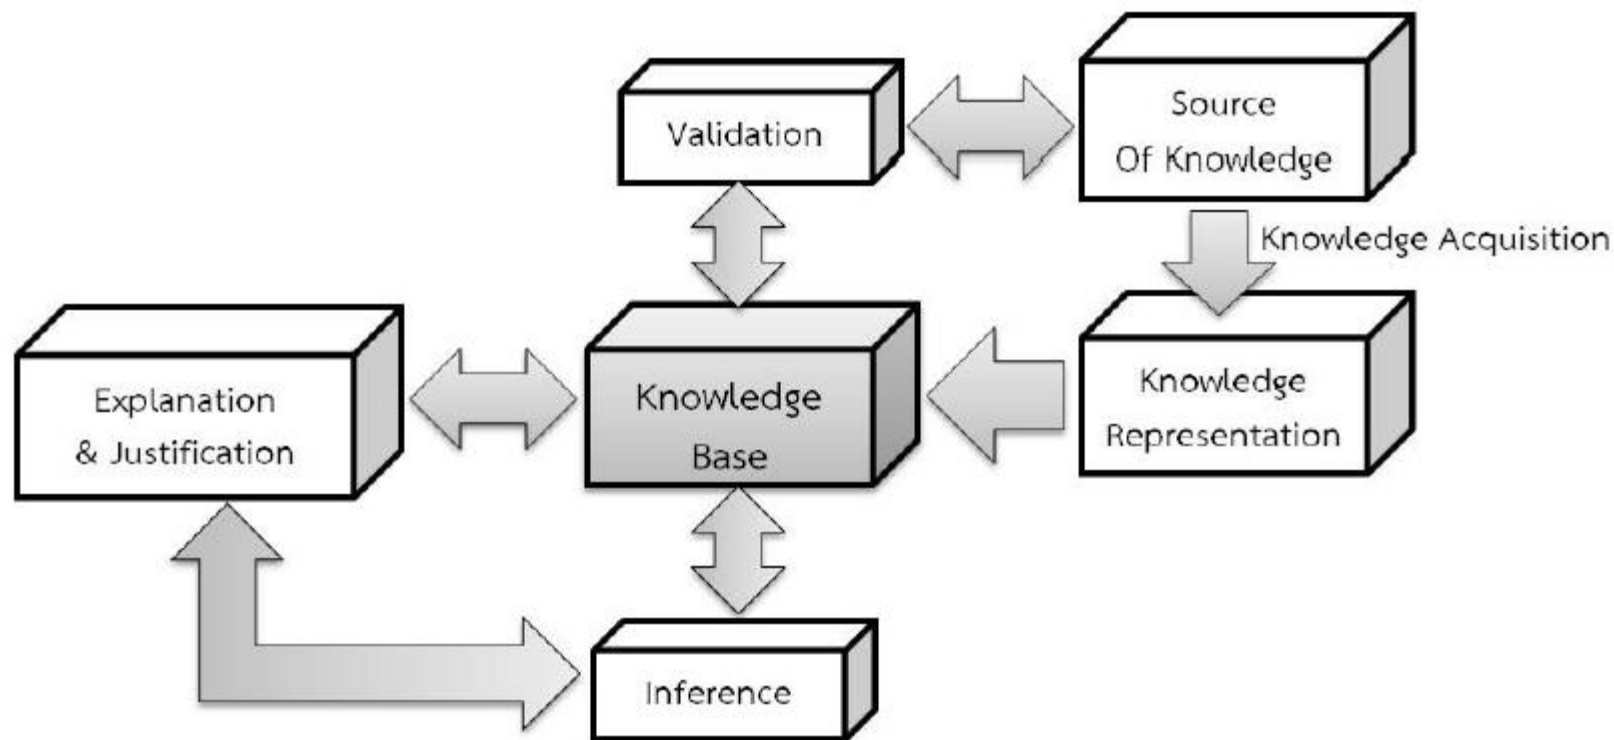 Validation
Source
Of Knowledge
Knowledge Acquisition
Explanation
& Justification
Knowledge
Base
Knowledge
Representation
Inference